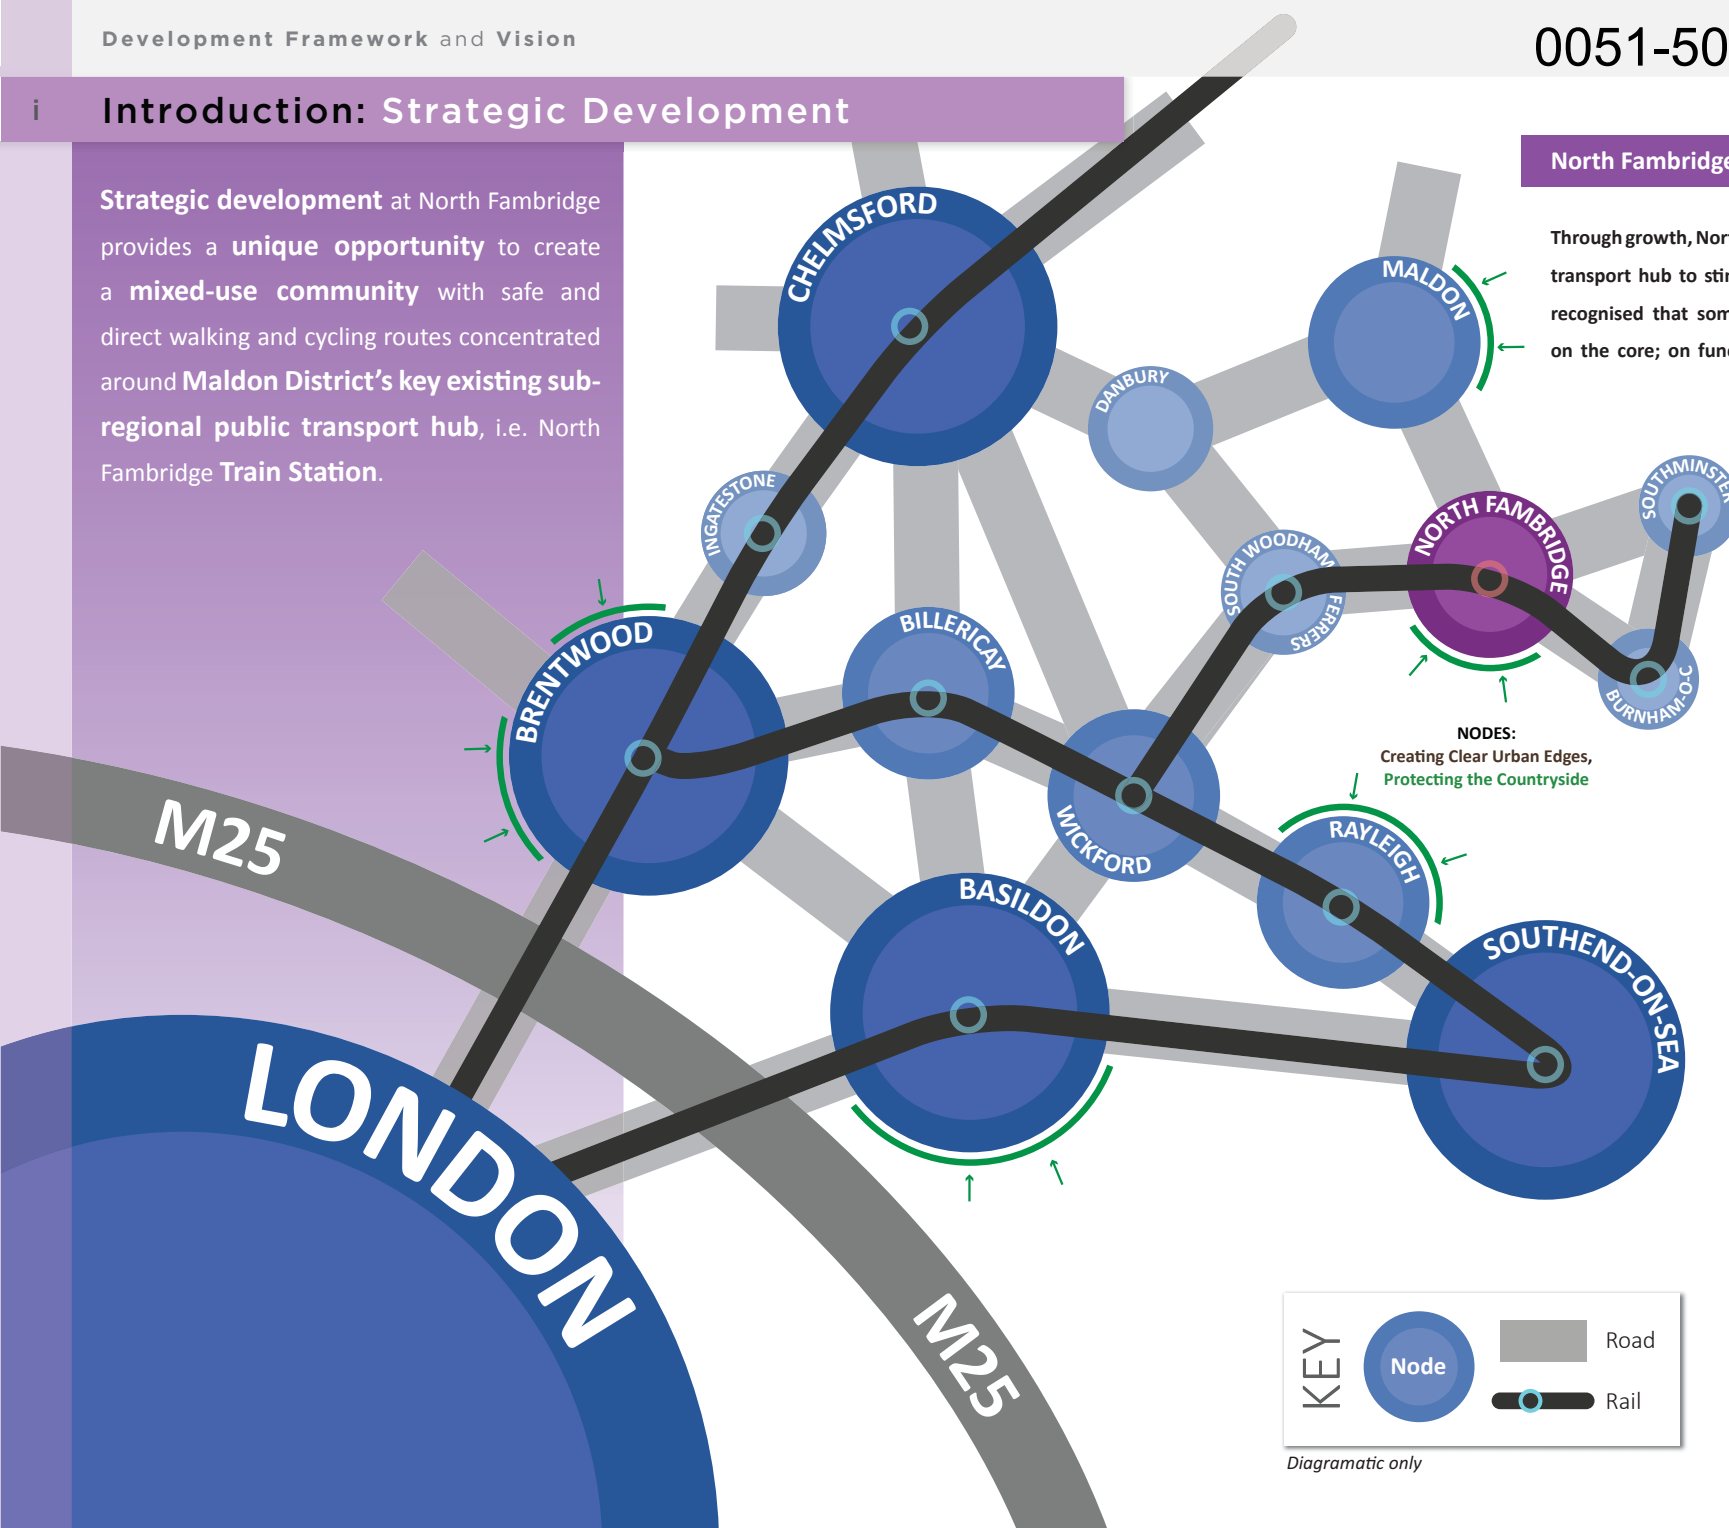 Development Framework and Vision
0051-50
i
Introduction: Strategic Development
Strategic development at North Fambridge
provides a unique opportunity to create
a mixed-use community with safe and
direct walking and cycling routes concentrated
around Maldon District's key existing sub-
regional public transport hub, i.e. North
Fambridge Train Station.
North Fambridge
Through growth, Nor
transport hub to sti
recognised that som
on the core; on fun
CHELMSFORD
MALDON
DANBURY
INGATESTONE
SOUTHMINSTER
NORTH FAMBRIDGE
SOUTH WOODHAM
FERRERS
BURNHAM-O-C
BRENTWOOD
BILLERICAY
WICKFORD
NODES:
Creating Clear Urban Edges,
Protecting the Countryside
RAYLEIGH
BASILDON
SOUTHEND-ON-SEA
M25
LONDON
M25
KEY
Node
Road
Rail
Diagramatic only